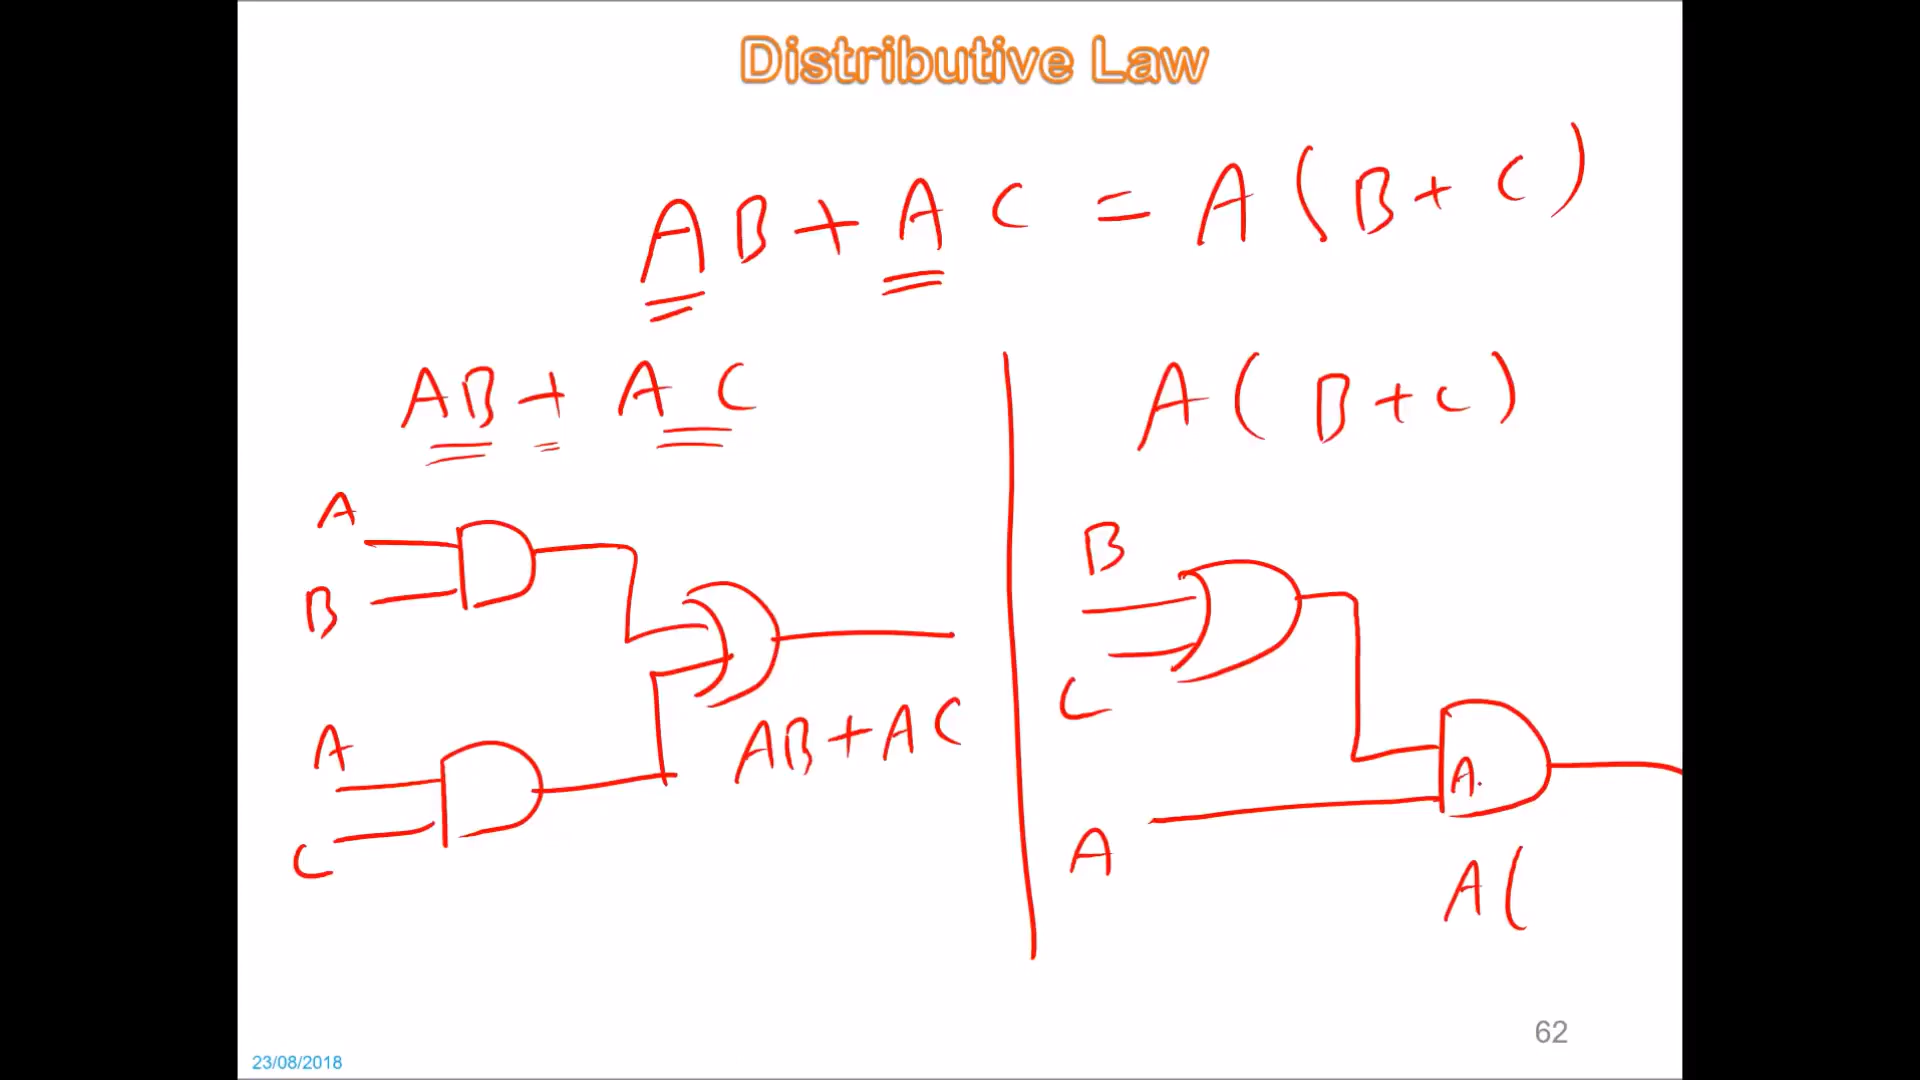 Distributive Law
AB + AC = A(B + C)
AB + AC
A
B
A
C
AB + AC
A(B + C)
B
C
A
A.
A(
62
23/08/2018